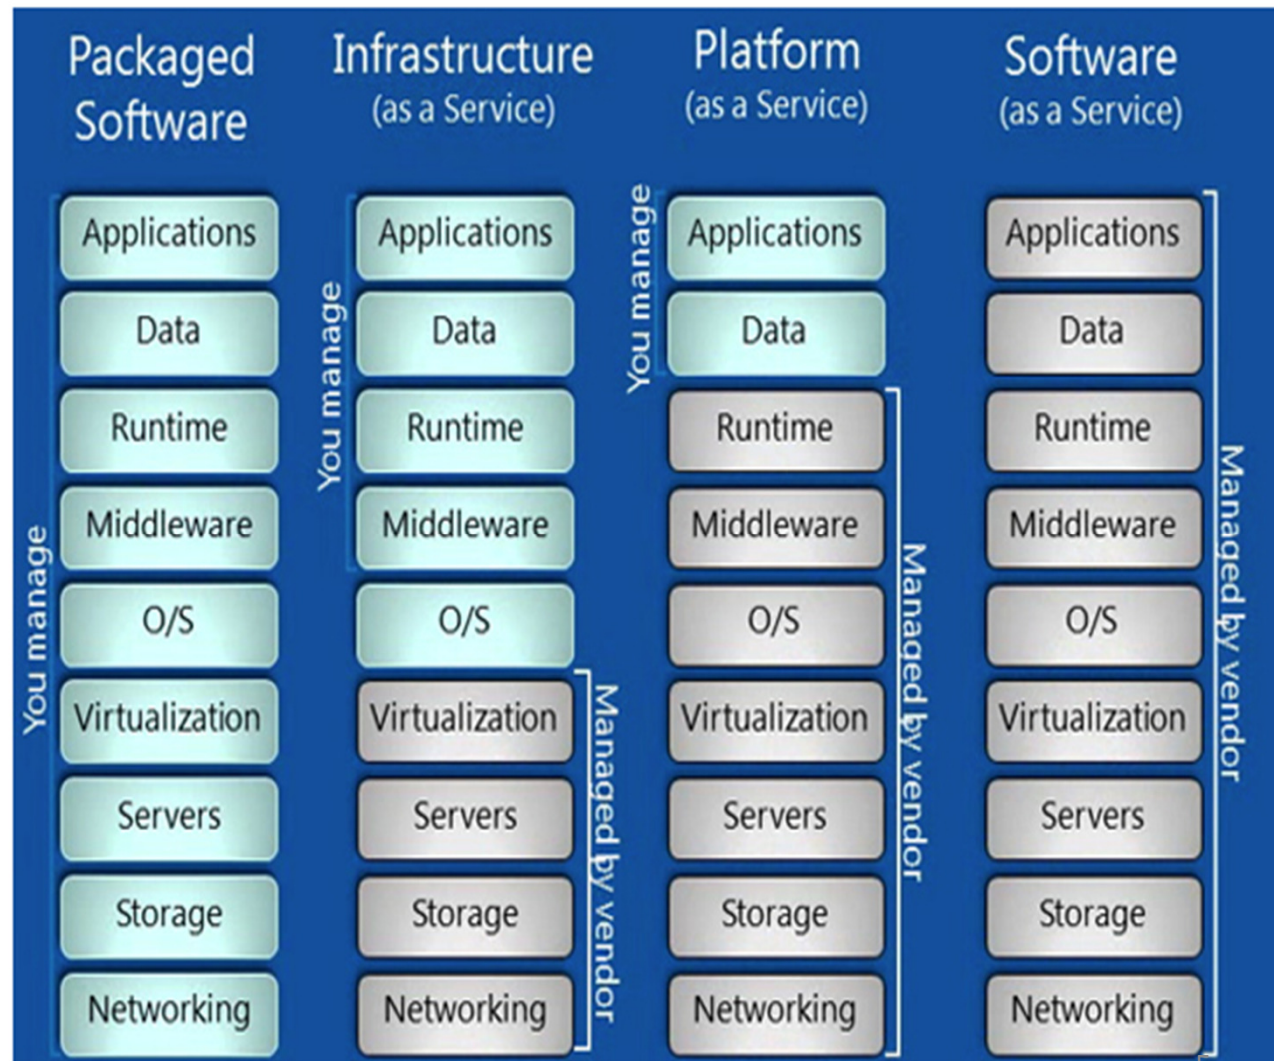 Packaged
Software
You manage
Applications
Data
Runtime
Middleware
O/S
Virtualization
Servers
Storage
Networking
Infrastructure
(as a Service)
You manage
Applications
Data
Runtime
Middleware
O/S
Virtualization
Servers
Storage
Networking
Managed by vendor
Platform
(as a Service)
You manage
Applications
Data
Runtime
Middleware
O/S
Virtualization
Servers
Storage
Networking
Managed by vendor
Software
(as a Service)
Applications
Data
Runtime
Middleware
O/S
Virtualization
Servers
Storage
Networking
Managed by vendor